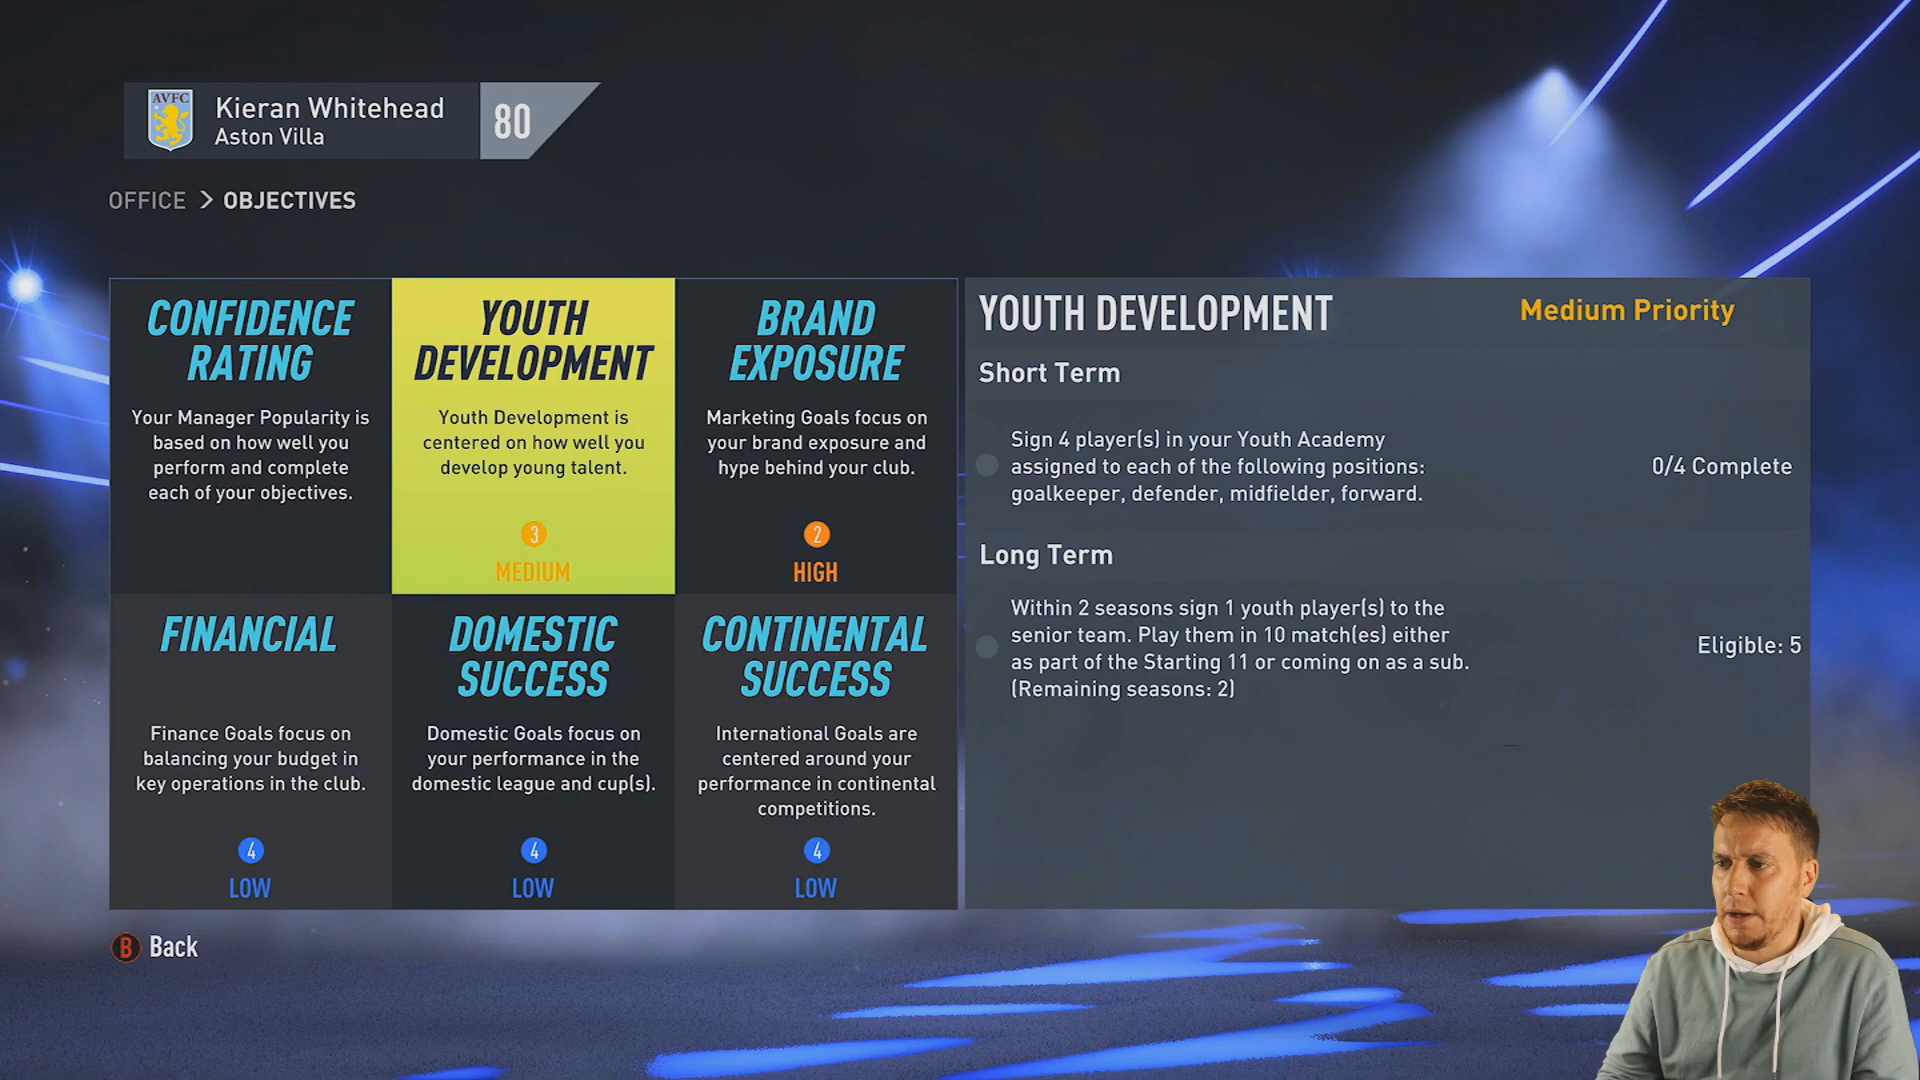 AVFC
Kieran Whitehead
Aston Villa
80
OFFICE > OBJECTIVES
CONFIDENCE
RATING
Your Manager Popularity is
based on how well you
perform and complete
each of your objectives.
YOUTH
DEVELOPMENT
Youth Development is
centered on how well you
develop young talent.
3
MEDIUM
BRAND
EXPOSURE
Marketing Goals focus on
your brand exposure and
hype behind your club.
2
HIGH
FINANCIAL
Finance Goals focus on
balancing your budget in
key operations in the club.
4
LOW
DOMESTIC
SUCCESS
Domestic Goals focus on
your performance in the
domestic league and cup(s).
4
LOW
CONTINENTAL
SUCCESS
International Goals are
centered around your
performance in continental
competitions.
4
LOW
YOUTH DEVELOPMENT
Medium Priority
Short Term
Sign 4 player(s) in your Youth Academy
assigned to each of the following positions:
goalkeeper, defender, midfielder, forward.
0/4 Complete
Long Term
Within 2 seasons sign 1 youth player(s) to the
senior team. Play them in 10 match(es) either
as part of the Starting 11 or coming on as a sub.
(Remaining seasons: 2)
Eligible: 5
B Back